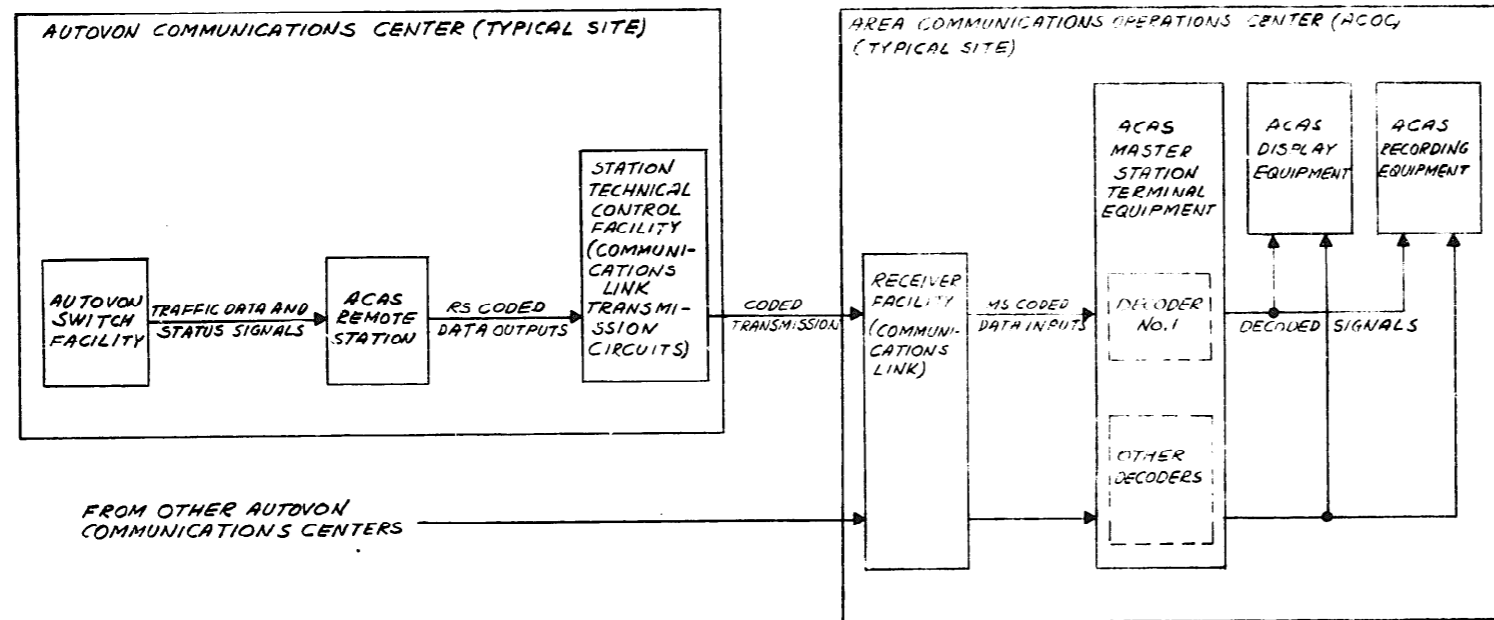 AUTOVON COMMUNICATIONS CENTER (TYPICAL SITE)
AUTOVON
SWITCH
FACILITY
TRAFFIC DATA AND
STATUS SIGNALS
ACAS
REMOTE
STATION
RS CODED
DATA OUTPUTS
STATION
TECHNICAL
CONTROL
FACILITY
(COMMUNI-
CATIONS
LINK
TRANSMI-
SSION
CIRCUITS)
CODED
TRANSMISSION
FROM OTHER AUTOVON
COMMUNICATIONS CENTERS
AREA COMMUNICATIONS OPERATIONS CENTER (ACOC)
(TYPICAL SITE)
RECEIVER
FACILITY
(COMMUNI-
CATIONS
LINK)
MS CODED
DATA INPUTS
ACAS
MASTER
STATION
TERMINAL
EQUIPMENT
DECODER
NO.1
OTHER
DECODERS
DECODED SIGNALS
ACAS
DISPLAY
EQUIPMENT
ACAS
RECORDING
EQUIPMENT